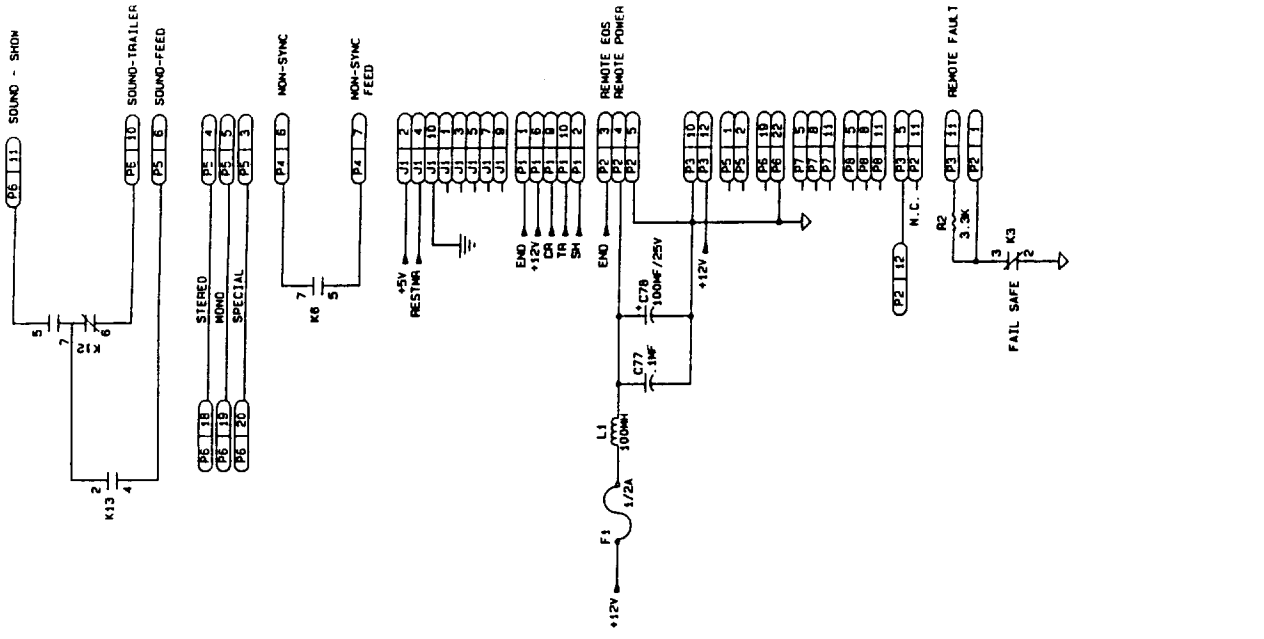 SOUND - SHOW
P6 11
SOUND-TRAILER
P6 10
SOUND-FEED
P5 6
5
7
K12
6
2
4
K13
P5 4
P5 5
P5 3
STEREO
MONO
SPECIAL
P6 18
P6 19
P6 20
NON-SYNC
P4 6
NON-SYNC
FEED
P4 7
7
5
K6
J1 2
J1 4
J1 10
J1 1
J1 3
J1 5
J1 7
J1 9
+5V
RESTMR
P1 1
P1 6
P1 9
P1 10
P1 2
END
+12V
CR
TR
SH
REMOTE EOS
REMOTE POWER
P2 3
P2 4
P2 5
END
+C78
100MF/25V
C77
.1MF
L1
100MH
F1
1/2A
+12V
P3 10
P3 12
+12V
P5 1
P5 2
P6 19
P6 22
P7 5
P7 8
P7 11
P8 5
P8 8
P8 11
P3 5
P2 11
N.C.
P2 12
REMOTE FAULT
P3 11
P2 1
R2
3.3K
3
K3
2
FAIL SAFE